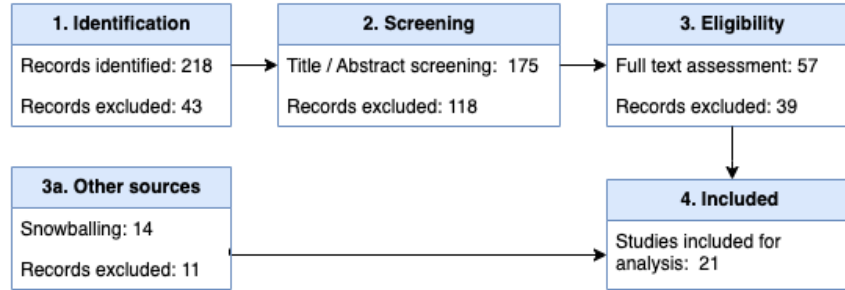 1. Identification
Records identified: 218
Records excluded: 43
2. Screening
Title / Abstract screening: 175
Records excluded: 118
3. Eligibility
Full text assessment: 57
Records excluded: 39
3a. Other sources
Snowballing: 14
Records excluded: 11
4. Included
Studies included for
analysis: 21